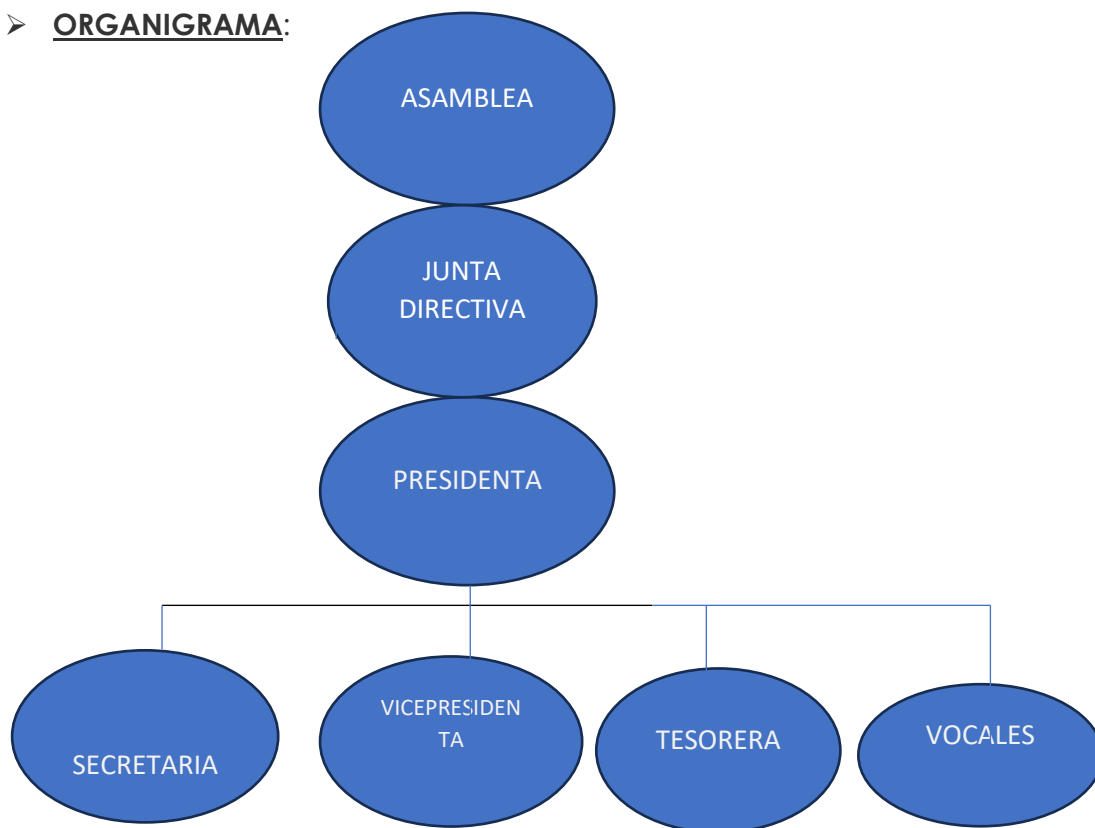 ➢ ORGANIGRAMA:
ASAMBLEA
JUNTA
DIRECTIVA
PRESIDENTA
SECRETARIA
VICEPRESIDEN
TA
TESORERA
VOCALES